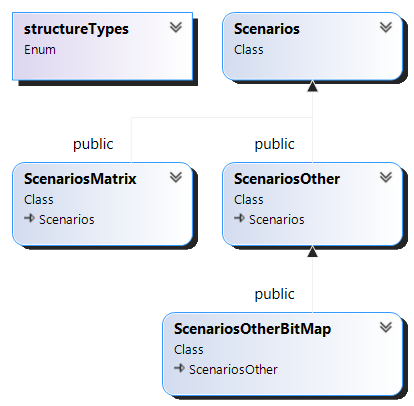 structureTypes
Enum
Scenarios
Class
public
public
ScenariosMatrix
Class
Scenarios
ScenariosOther
Class
Scenarios
public
ScenariosOtherBitMap
Class
ScenariosOther